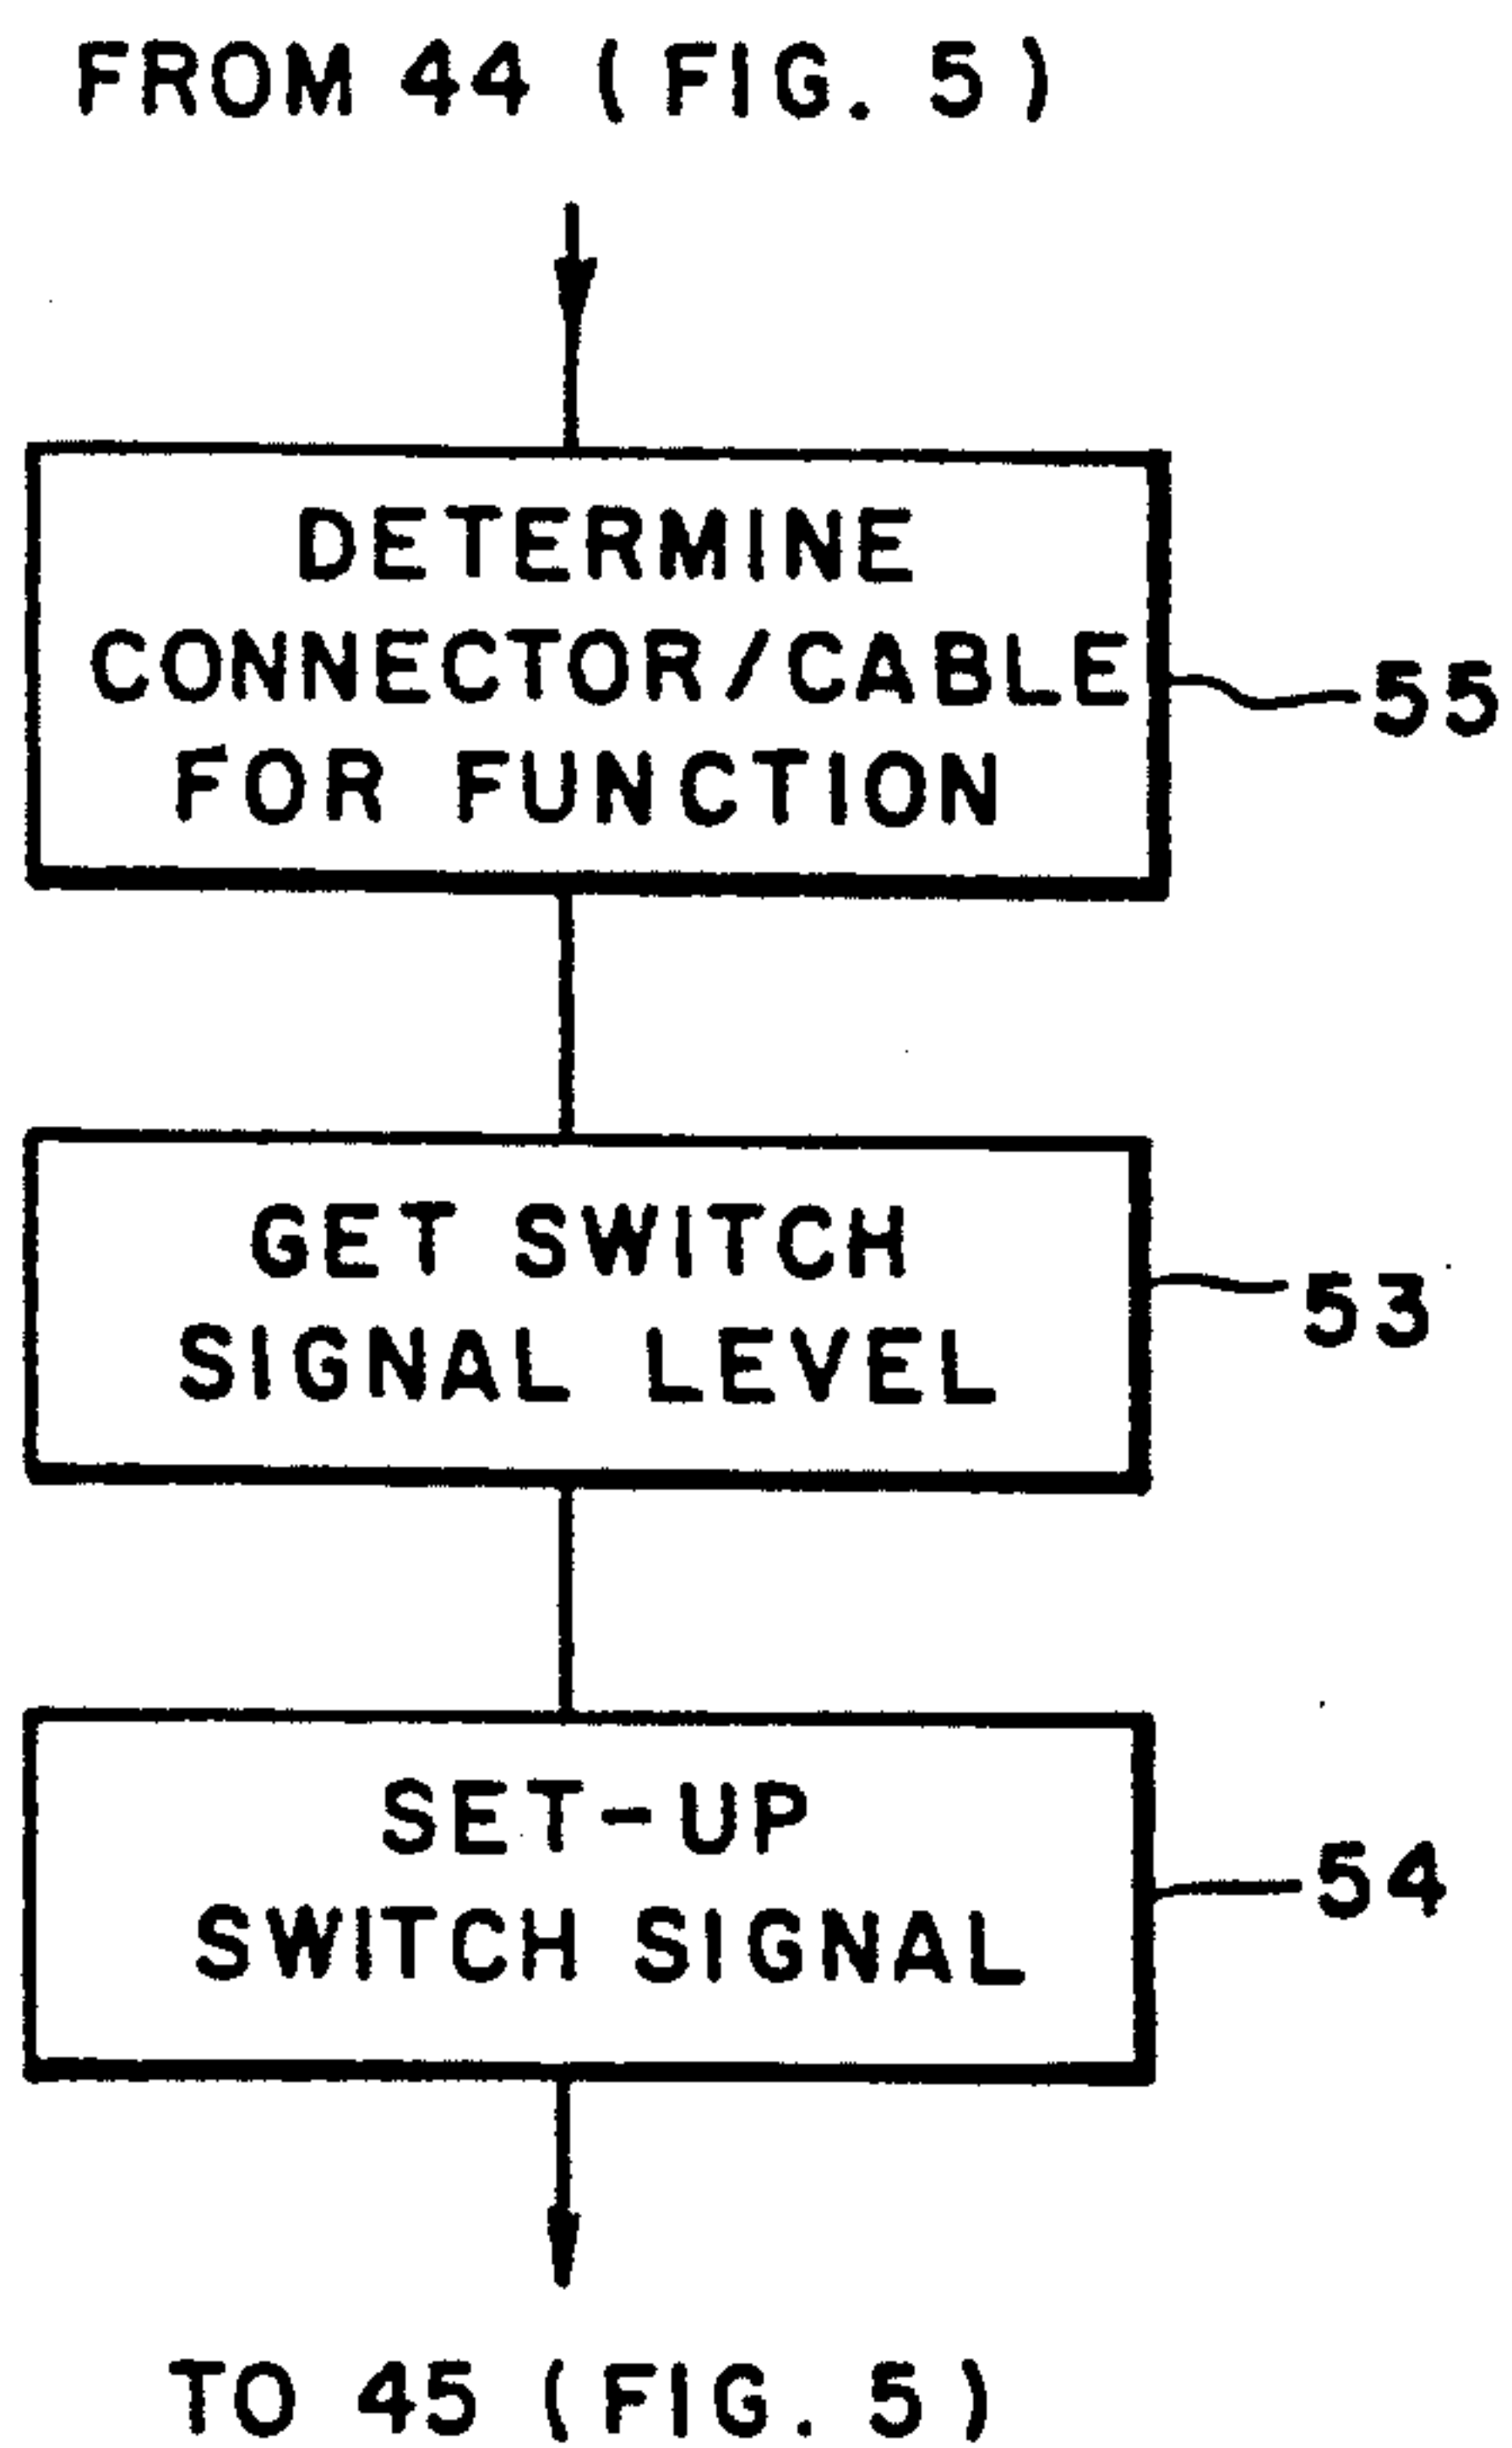 FROM 44 (FIG. 5)
DETERMINE
CONNECTOR/CABLE
FOR FUNCTION
55
GET SWITCH
SIGNAL LEVEL
53
SET-UP
SWITCH SIGNAL
54
TO 45 (FIG. 5)